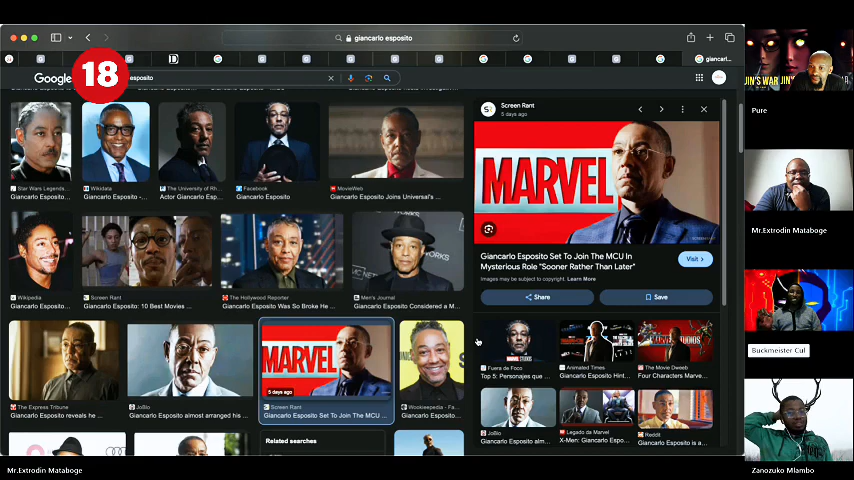 giancarlo esposito
giancarl...
18
Google
esposito
Star Wars Legends...
Giancarlo Esposito...
Wikidata
Giancarlo Esposito -...
The University of Rh...
Actor Giancarlo Esp...
Facebook
Giancarlo Esposito
MovieWeb
Giancarlo Esposito Joins Universal's ...
Wikipedia
Giancarlo Esposito...
Screen Rant
Giancarlo Esposito: 10 Best Movies ...
The Hollywood Reporter
Giancarlo Esposito Was So Broke He ...
Men's Journal
Giancarlo Esposito Considered a M...
The Express Tribune
Giancarlo Esposito reveals he ...
JoBlo
Giancarlo Esposito almost arranged his ...
MARVEL
5 days ago
Screen Rant
Giancarlo Esposito Set To Join The MCU ...
Wookieepedia - Fa...
Giancarlo Esposito...
Related searches
Screen Rant
5 days ago
MARVEL
Giancarlo Esposito Set To Join The MCU In
Mysterious Role "Sooner Rather Than Later"
Visit
Images may be subject to copyright. Learn More
Share
Save
MARVEL
Fuera de Foco
Top 5: Personajes que ...
Animated Times
Giancarlo Esposito Hint...
The Movie Dweeb
Four Characters Marve...
JoBlo
Giancarlo Esposito alm...
Legado da Marvel
X-Men: Giancarlo Espo...
Reddit
Giancarlo Esposito is a...
Pure
Mr.Extrodin Mataboge
Buckmeister Cul
Zanozuko Mlambo
Mr.Extrodin Mataboge